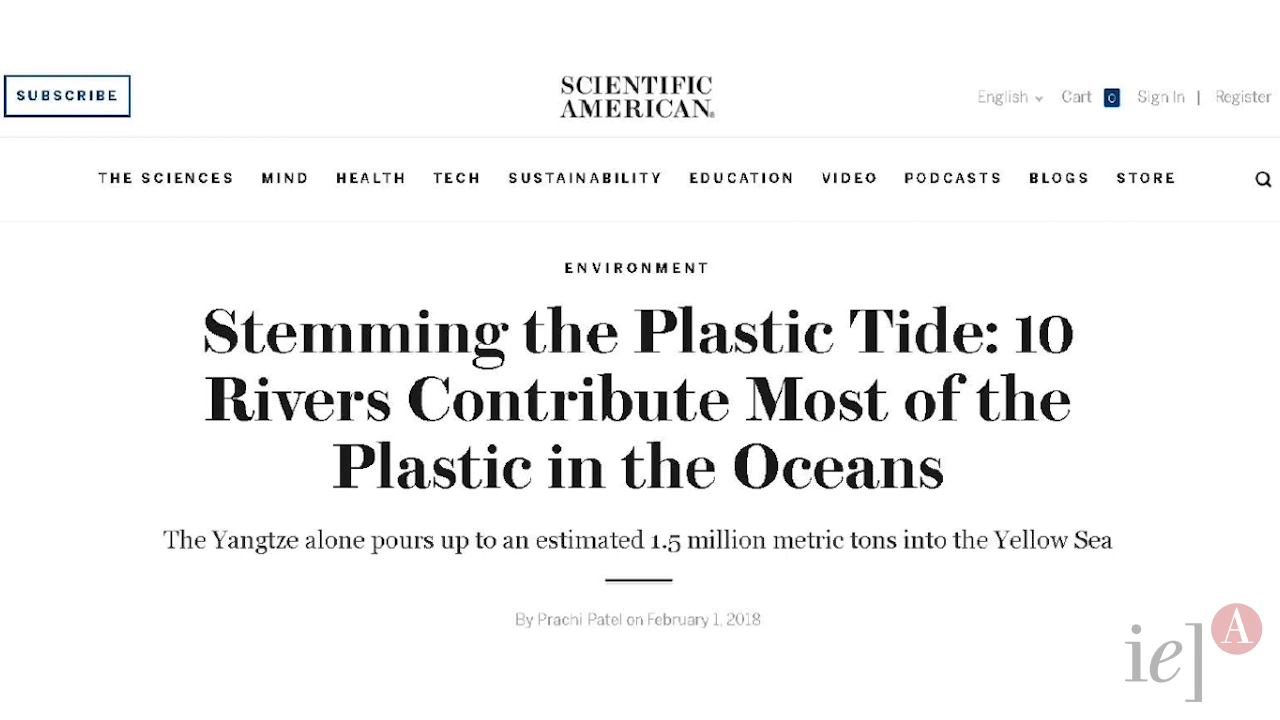 SUBSCRIBE
SCIENTIFIC
AMERICAN®
English
Cart 0 Sign In | Register
THE SCIENCES MIND HEALTH TECH SUSTAINABILITY EDUCATION VIDEO PODCASTS BLOGS STORE
ENVIRONMENT
Stemming the Plastic Tide: 10
Rivers Contribute Most of the
Plastic in the Oceans
The Yangtze alone pours up to an estimated 1.5 million metric tons into the Yellow Sea
By Prachi Patel on February 1, 2018
ie] A